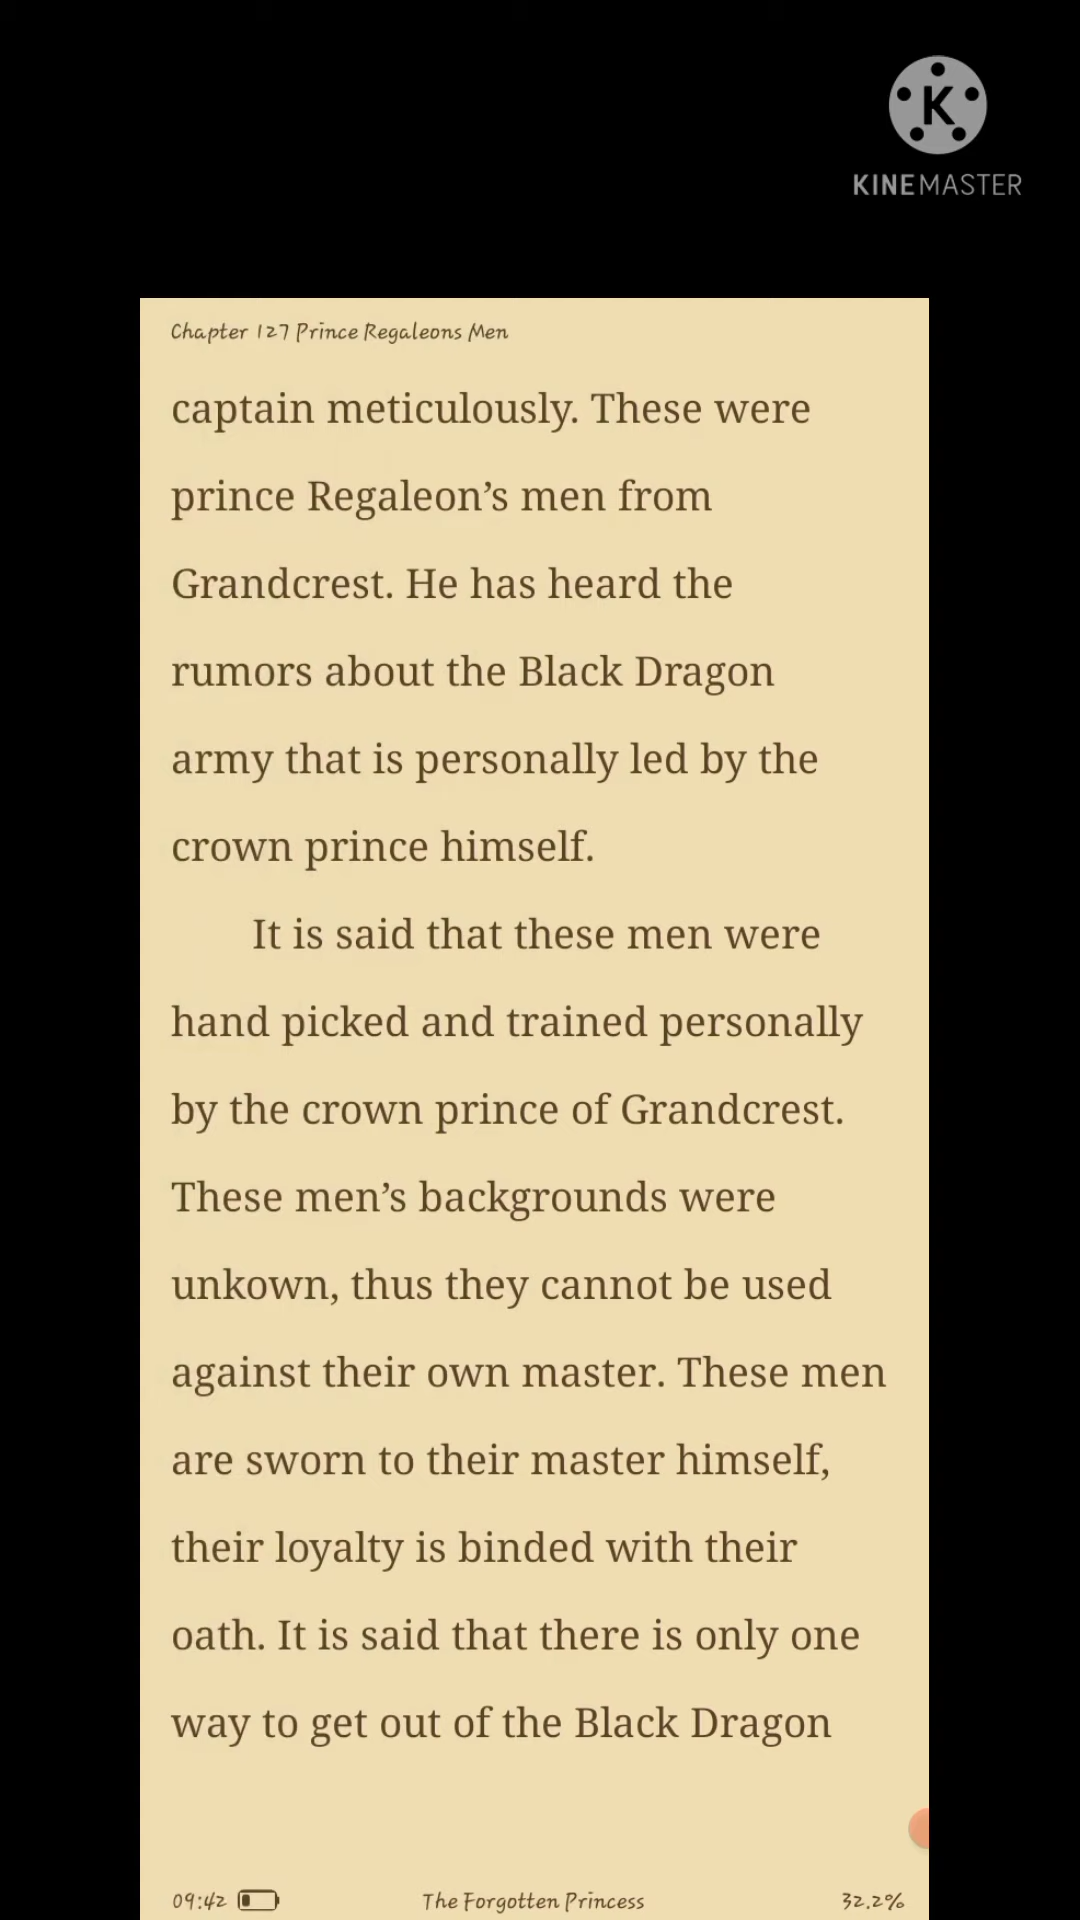 K
KINEMASTER
Chapter 127 Prince Regaleons Men
captain meticulously. These were
prince Regaleon’s men from
Grandcrest. He has heard the
rumors about the Black Dragon
army that is personally led by the
crown prince himself.
It is said that these men were
hand picked and trained personally
by the crown prince of Grandcrest.
These men’s backgrounds were
unkown, thus they cannot be used
against their own master. These men
are sworn to their master himself,
their loyalty is binded with their
oath. It is said that there is only one
way to get out of the Black Dragon
09:42 The Forgotten Princess 32.2%